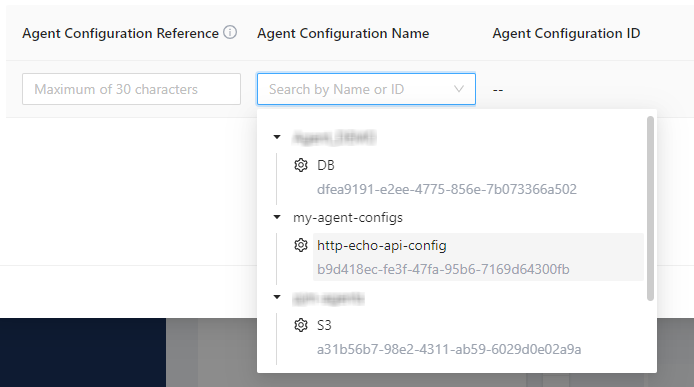 Agent Configuration Reference Agent Configuration Name Agent Configuration ID
Maximum of 30 characters Search by Name or ID --
DB
dfea9191-e2ee-4775-856e-7b073366a502
my-agent-configs
http-echo-api-config
b9d418ec-fe3f-47fa-95b6-7169d64300fb
S3
a31b56b7-98e2-4311-ab59-6029d0e02a9a